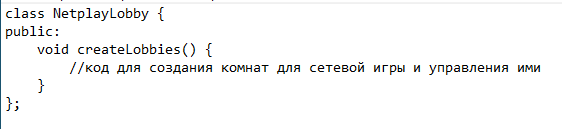 class NetplayLobby {
public:
    void createLobbies() {
        //код для создания комнат для сетевой игры и управления ими
    }
};